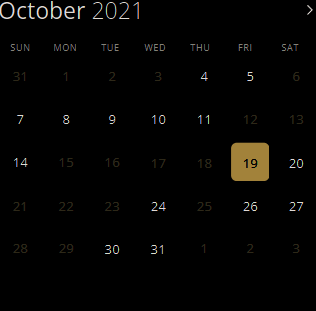 October 2021
SUN MON TUE WED THU FRI SAT
31 1 2 3 4 5 6
7 8 9 10 11 12 13
14 15 16 17 18 19 20
21 22 23 24 25 26 27
28 29 30 31 1 2 3